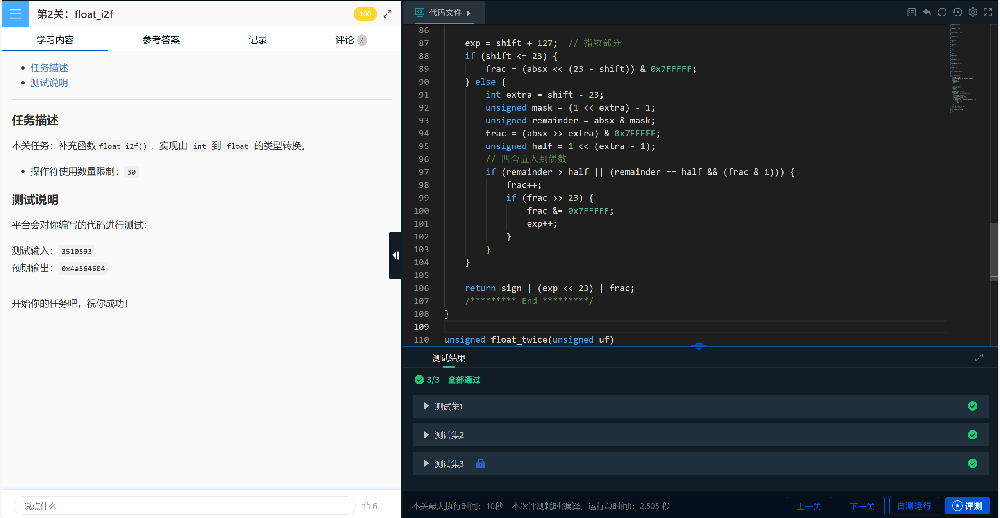 第2关：float_i2f
100
学习内容
参考答案
记录
评论 3
任务描述
测试说明
任务描述
本关任务：补充函数float_i2f()，实现由 int 到 float 的类型转换。
操作符使用数量限制：30
测试说明
平台会对你编写的代码进行测试：
测试输入：3510593
预期输出：0x4a564504
开始你的任务吧，祝你成功！
说点什么
6
代码文件
86
87 exp = shift + 127;  // 指数部分
88 if (shift <= 23) {
89 frac = (absx << (23 - shift)) & 0x7FFFFF;
90 } else {
91 int extra = shift - 23;
92 unsigned mask = (1 << extra) - 1;
93 unsigned remainder = absx & mask;
94 frac = (absx >> extra) & 0x7FFFFF;
95 unsigned half = 1 << (extra - 1);
96 // 四舍五入到偶数
97 if (remainder > half || (remainder == half && (frac & 1))) {
98 frac++;
99 if (frac >> 23) {
100 frac &= 0x7FFFFF;
101 exp++;
102 }
103 }
104 }
105
106 return sign | (exp << 23) | frac;
107 /********* End *********/
108 }
109
110 unsigned float_twice(unsigned uf)
测试结果
3/3 全部通过
测试集1
测试集2
测试集3
本关最大执行时间：10秒 本次评测耗时(编译、运行总时间)：2.505 秒
上一关
下一关
自测运行
评测